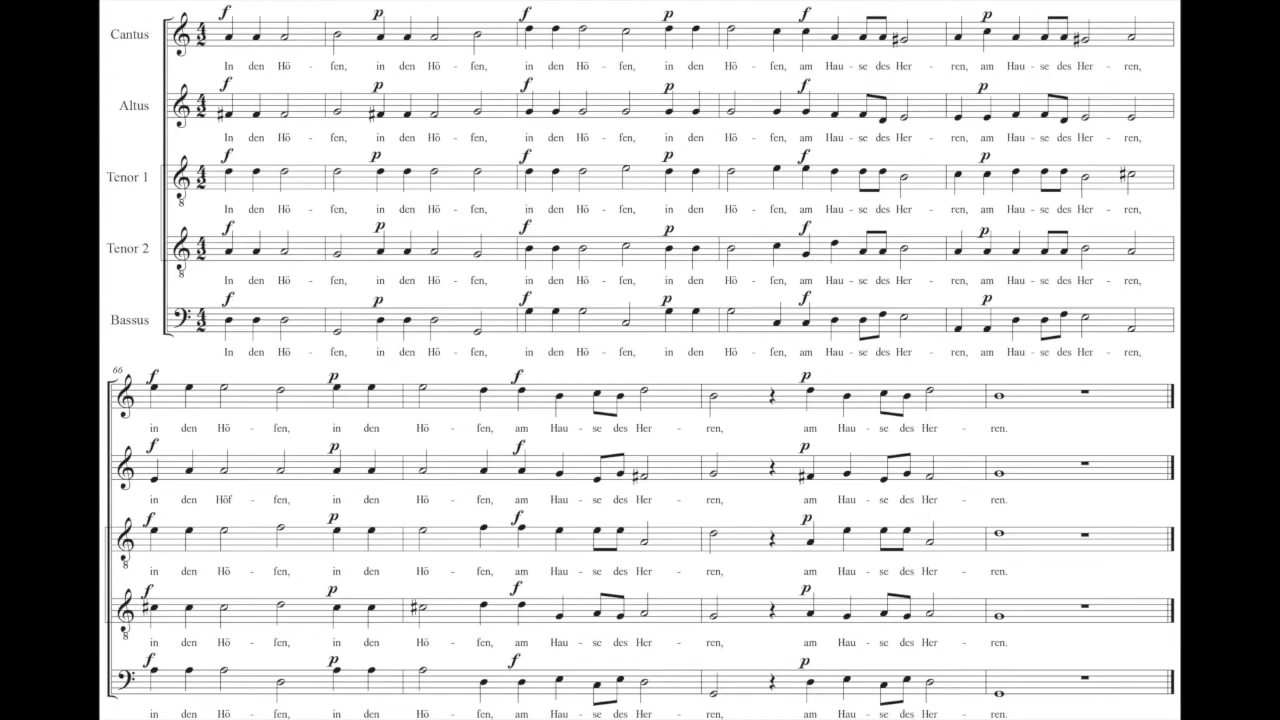 f p f p f p
Cantus
In den Hö - fen, in den Hö - fen, in den Hö - fen, in den Hö - fen, am Hau - se des Her - ren, am Hau - se des Her - ren,
f p f p f p
Altus
In den Hö - fen, in den Hö - fen, in den Hö - fen, in den Hö - fen, am Hau - se des Her - ren, am Hau - se des Her - ren,
f p f p f p
Tenor 1
In den Hö - fen, in den Hö - fen, in den Hö - fen, in den Hö - fen, am Hau - se des Her - ren, am Hau - se des Her - ren,
f p f p f p
Tenor 2
In den Hö - fen, in den Hö - fen, in den Hö - fen, in den Hö - fen, am Hau - se des Her - ren, am Hau - se des Her - ren,
f p f p f p
Bassus
In den Hö - fen, in den Hö - fen, in den Hö - fen, in den Hö - fen, am Hau - se des Her - ren, am Hau - se des Her - ren,
66
f p f p
in den Hö - fen, in den Hö - fen, am Hau - se des Her - ren, am Hau - se des Her - ren.
f p f p
in den Höf - fen, in den Hö - fen, am Hau - se des Her - ren, am Hau - se des Her - ren.
f p f p
in den Hö - fen, in den Hö - fen, am Hau - se des Her - ren, am Hau - se des Her - ren.
f p f p
in den Hö - fen, in den Hö - fen, am Hau - se des Her - ren, am Hau - se des Her - ren.
f p f p
in den Hö - fen, in den Hö - fen, am Hau - se des Her - ren, am Hau - se des Her - ren.